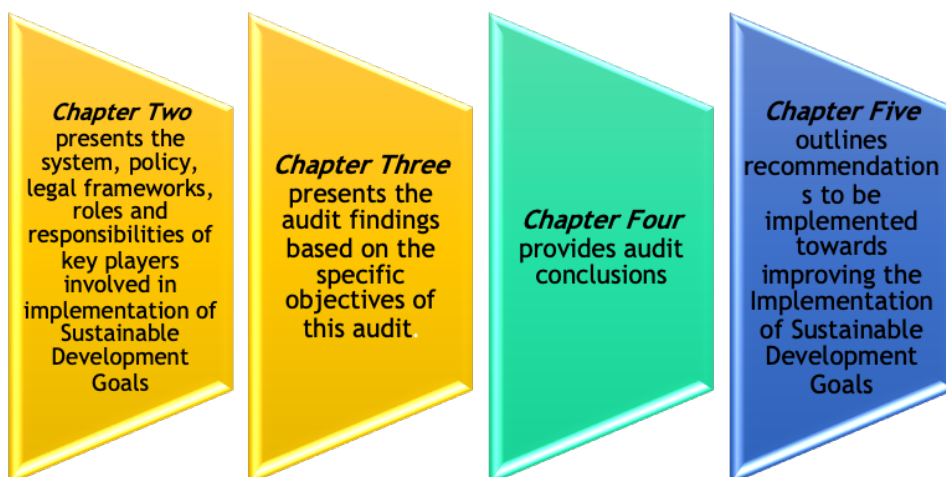 Chapter Two
presents the
system, policy,
legal frameworks,
roles and
responsibilities of
key players
involved in
implementation of
Sustainable
Development
Goals
Chapter Three
presents the
audit findings
based on the
specific
objectives of
this audit.
Chapter Four
provides audit
conclusions
Chapter Five
outlines
recommendation
s to be
implemented
towards
improving the
Implementation
of Sustainable
Development
Goals